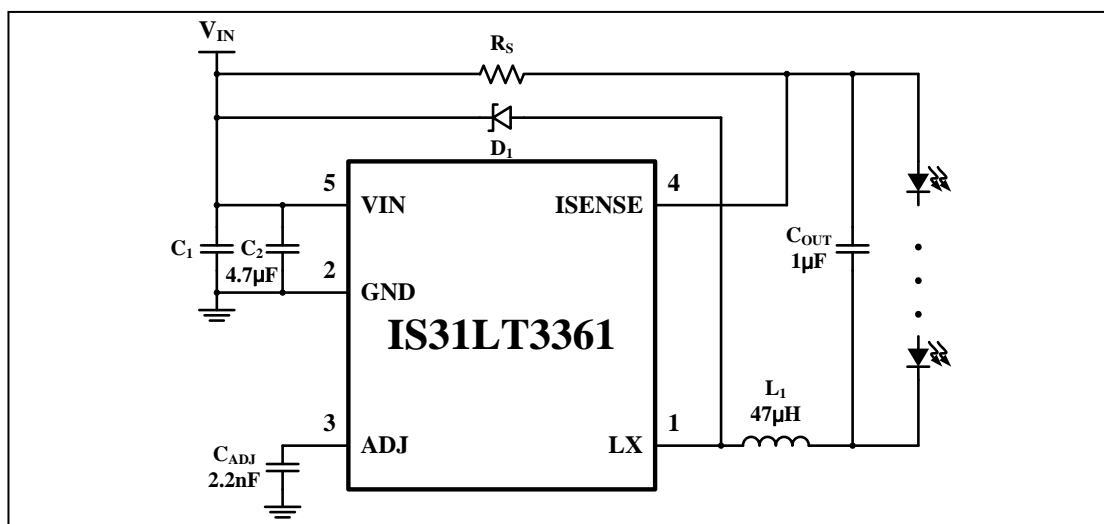 VIN
RS
D1
5
VIN
ISENSE
4
C1
C2
4.7µF
2
GND
COUT
1µF
IS31LT3361
L1
47µH
3
ADJ
LX
1
CADJ
2.2nF